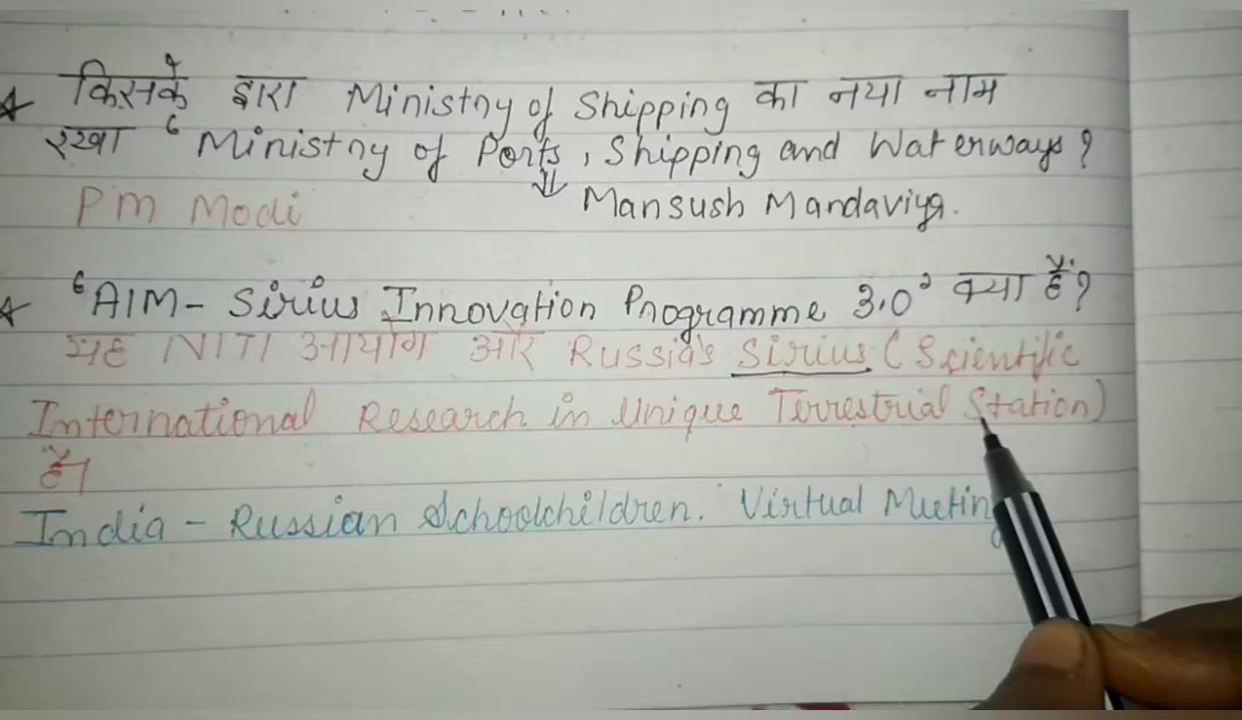 किसके द्वारा Ministry of Shipping का नया नाम
रखा 'Ministry of Ports, Shipping and Waterways?
PM Modi ⇓ Mansush Mandaviya.
'AIM- Sirius Innovation Programme 3.0' क्या है?
यह NITI आयोग और Russia's Sirius (Scientific
International Research in Unique Terrestrial Station)
है।
India - Russian Schoolchildren. Virtual Meeting